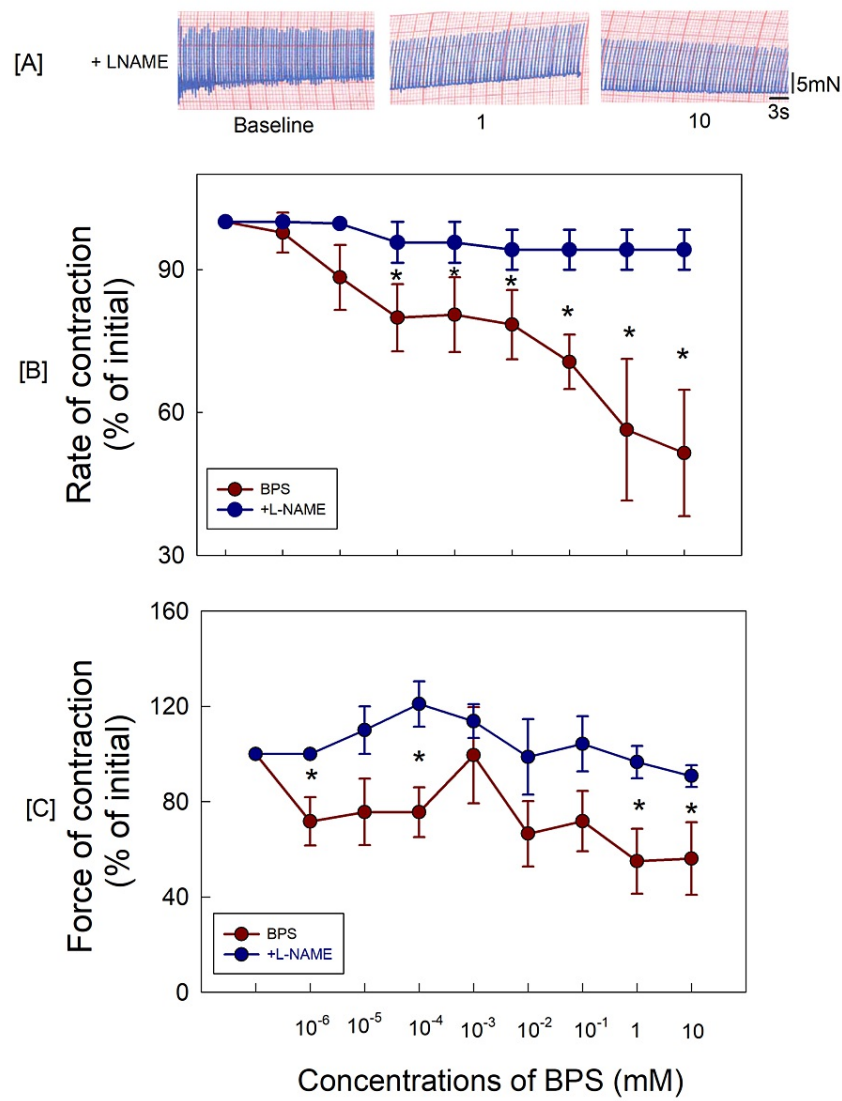 [A]
+ LNAME
Baseline
1
10
5mN
3s
[B]
Rate of contraction
(% of initial)
90
60
30
*
*
*
*
*
*
BPS
+L-NAME
[C]
Force of contraction
(% of initial)
160
120
80
40
0
*
*
*
*
BPS
+L-NAME
10⁻⁶ 10⁻⁵ 10⁻⁴ 10⁻³ 10⁻² 10⁻¹ 1 10
Concentrations of BPS (mM)